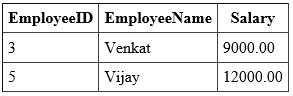 EmployeeID EmployeeName Salary
3 Venkat 9000.00
5 Vijay 12000.00